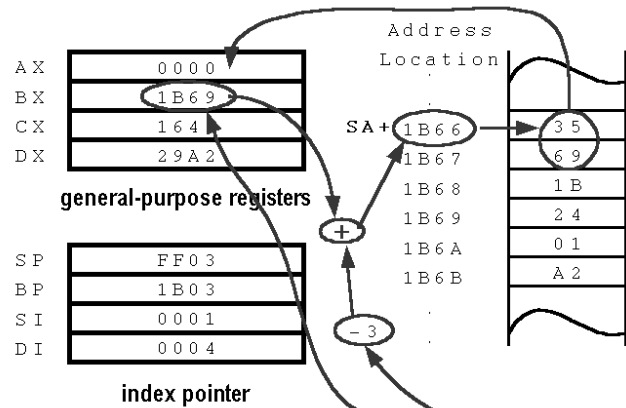 Address
Location
AX 0000
BX 1B69
CX 164
DX 29A2
general-purpose registers
SP FF03
BP 1B03
SI 0001
DI 0004
index pointer
+
-3
SA+ 1B66 35
1B67 69
1B68 1B
1B69 24
1B6A 01
1B6B A2